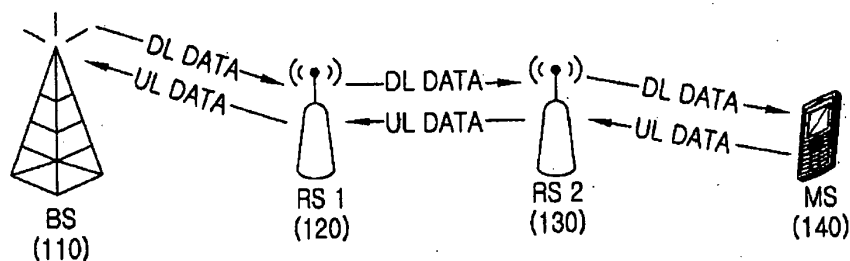 DL DATA
UL DATA
DL DATA
UL DATA
DL DATA
UL DATA
BS
(110)
RS 1
(120)
RS 2
(130)
MS
(140)